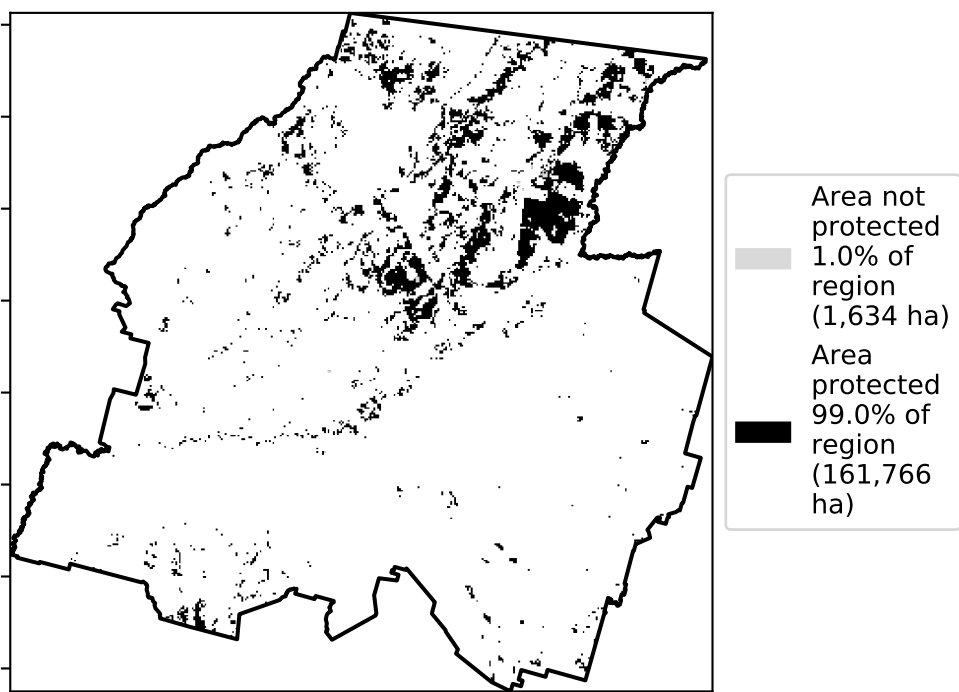 Area not
protected
1.0% of
region
(1,634 ha)
Area
protected
99.0% of
region
(161,766
ha)